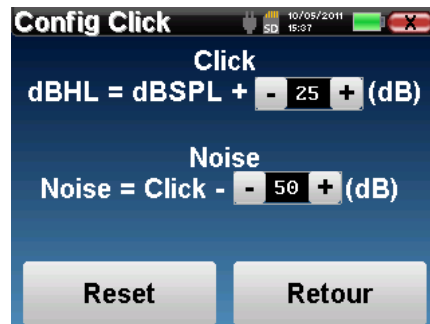 Config Click SD 10/05/2011 15:37 X
Click
dBHL = dBSPL + - 25 + (dB)
Noise
Noise = Click - - 50 + (dB)
Reset Retour